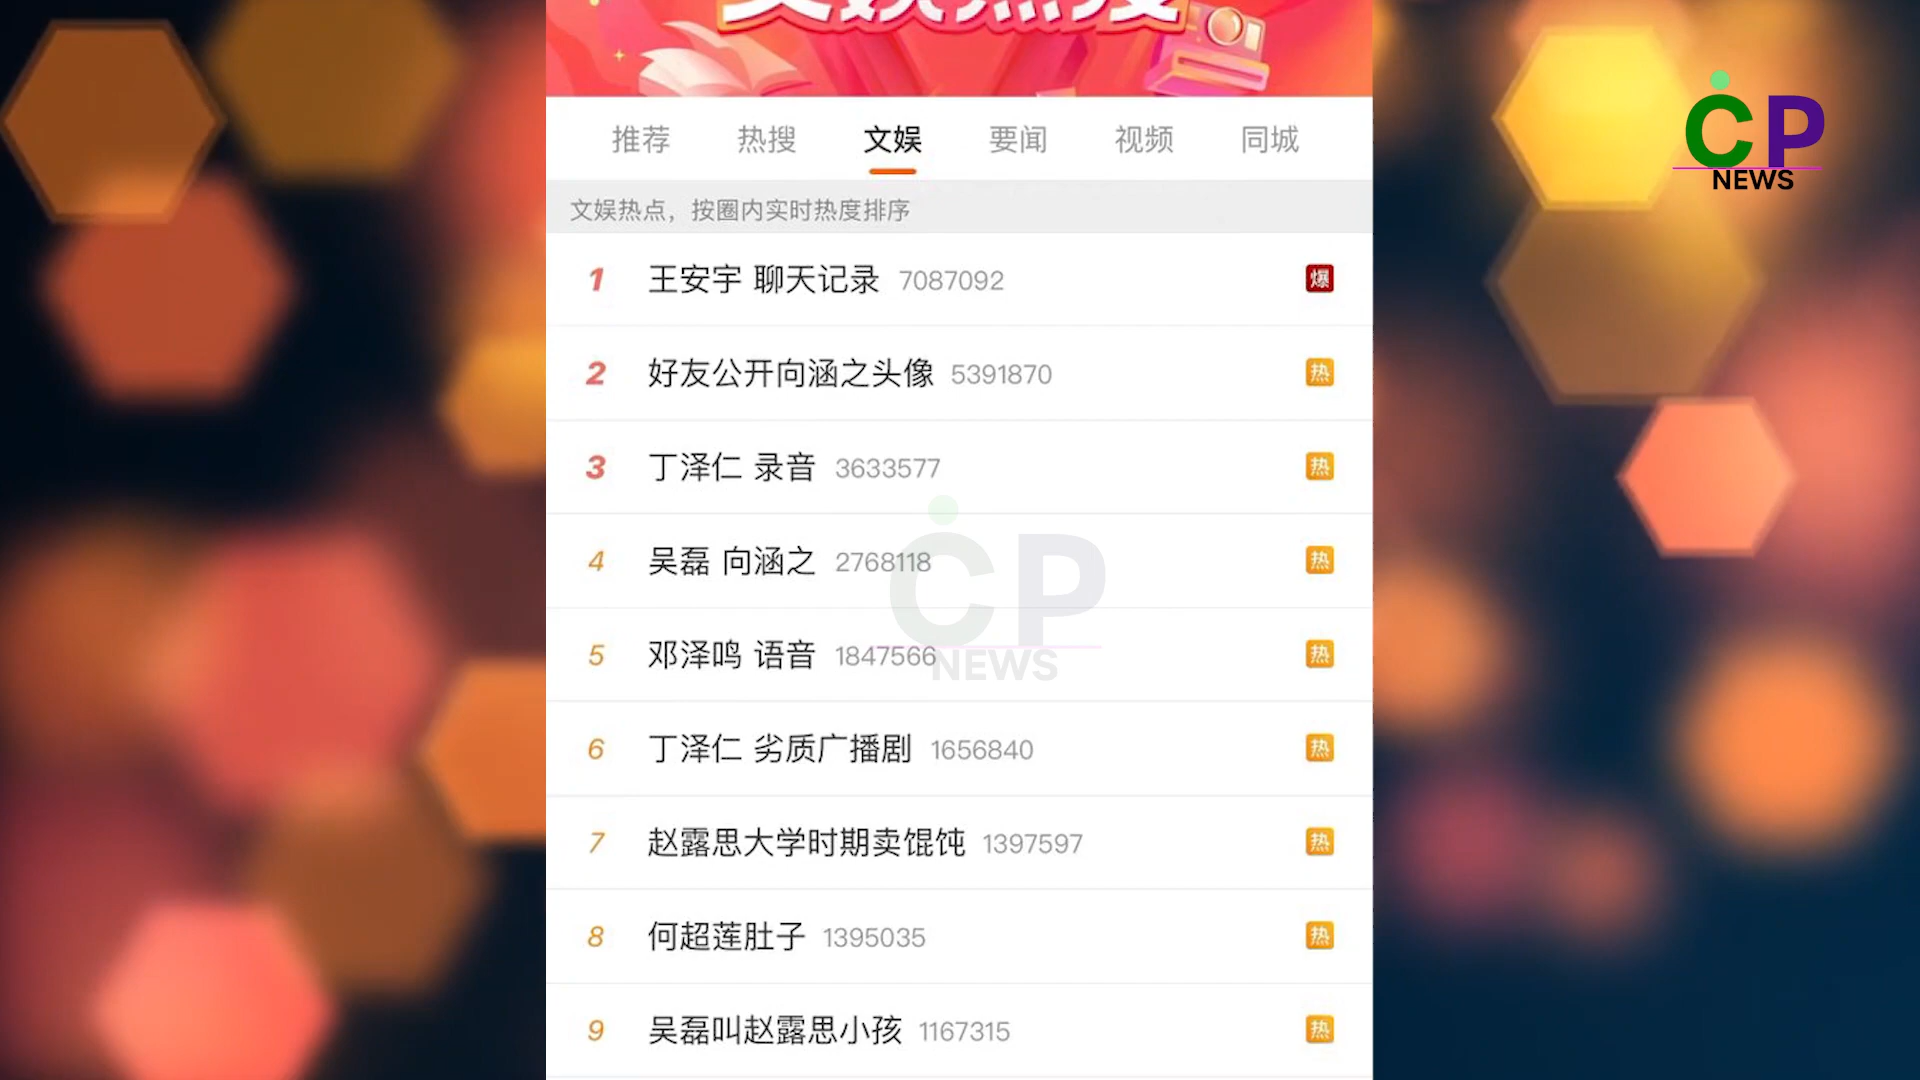 文娱热度
CP
NEWS
推荐 热搜 文娱 要闻 视频 同城
文娱热点，按圈内实时热度排序
1 王安宇 聊天记录 7087092 爆
2 好友公开向涵之头像 5391870 热
3 丁泽仁 录音 3633577 热
4 吴磊 向涵之 2768118 热
5 邓泽鸣 语音 1847566 热
6 丁泽仁 劣质广播剧 1656840 热
7 赵露思大学时期卖馄饨 1397597 热
8 何超莲肚子 1395035 热
9 吴磊叫赵露思小孩 1167315 热
CP
NEWS